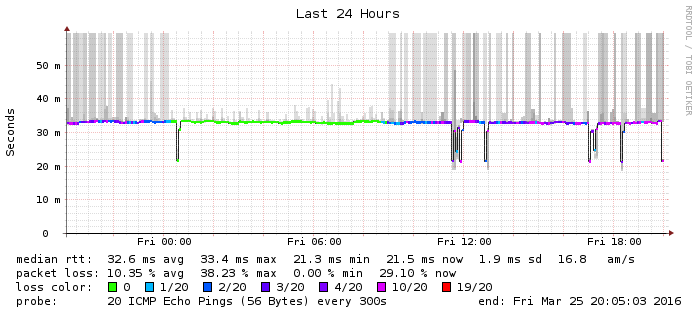 Last 24 Hours
RRDTOOL / TOBI OETIKER
Seconds
50 m
40 m
30 m
20 m
10 m
0
Fri 00:00 Fri 06:00 Fri 12:00 Fri 18:00
median rtt: 32.6 ms avg 33.4 ms max 21.3 ms min 21.5 ms now 1.9 ms sd 16.8 am/s
packet loss: 10.35 % avg 38.23 % max 0.00 % min 29.10 % now
loss color: 0 1/20 2/20 3/20 4/20 10/20 19/20
probe: 20 ICMP Echo Pings (56 Bytes) every 300s end: Fri Mar 25 20:05:03 2016